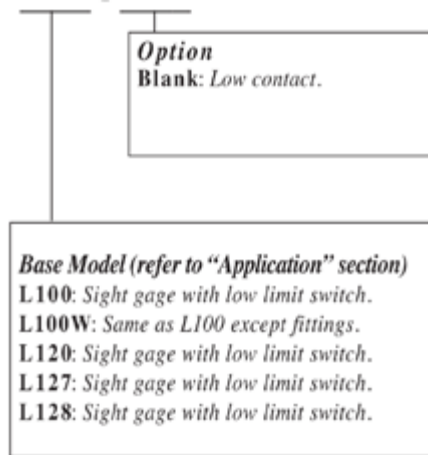 Option
Blank: Low contact.
Base Model (refer to “Application” section)
L100: Sight gage with low limit switch.
L100W: Same as L100 except fittings.
L120: Sight gage with low limit switch.
L127: Sight gage with low limit switch.
L128: Sight gage with low limit switch.